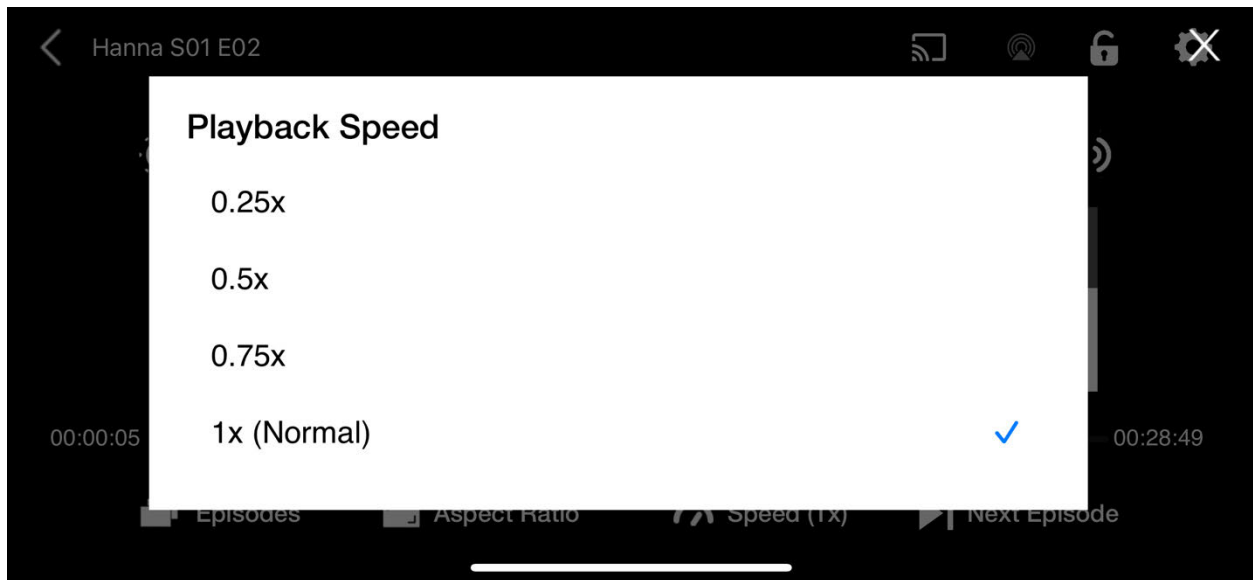 Hanna S01 E02
Playback Speed
0.25x
0.5x
0.75x
1x (Normal)
00:00:05
00:28:49
Episodes
Aspect Ratio
Speed (1x)
Next Episode